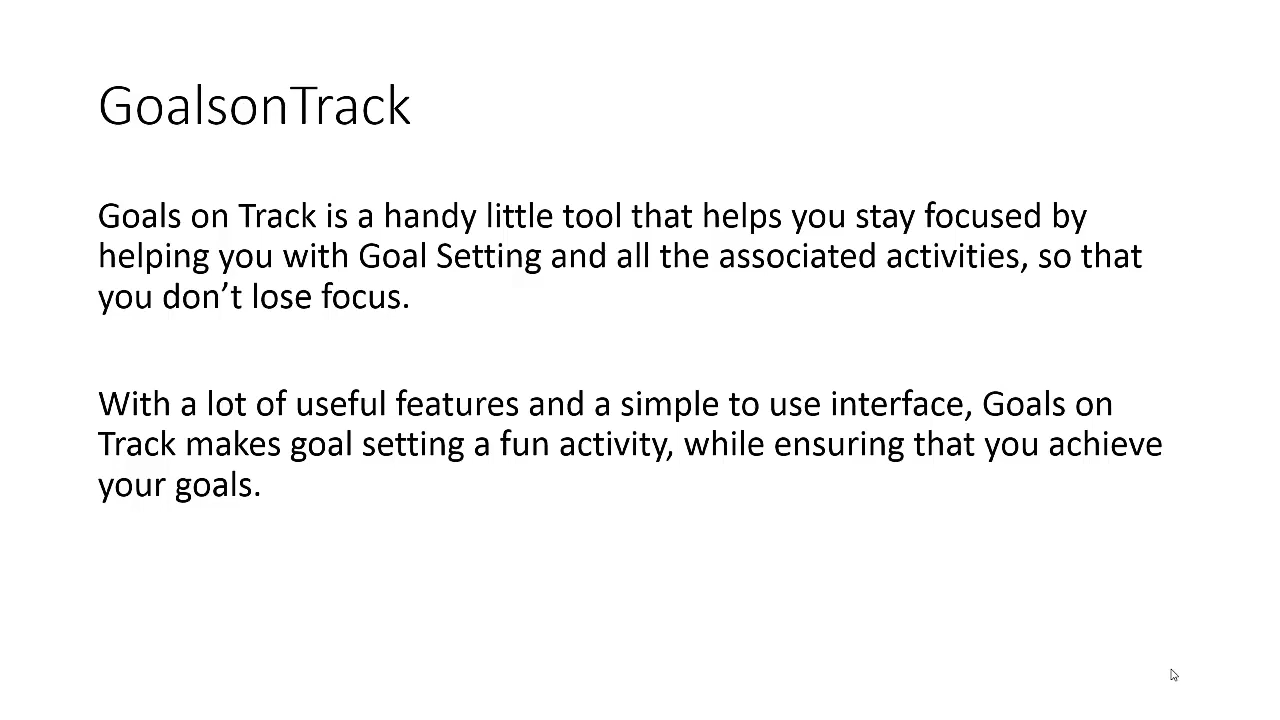 GoalsonTrack
Goals on Track is a handy little tool that helps you stay focused by
helping you with Goal Setting and all the associated activities, so that
you don’t lose focus.
With a lot of useful features and a simple to use interface, Goals on
Track makes goal setting a fun activity, while ensuring that you achieve
your goals.